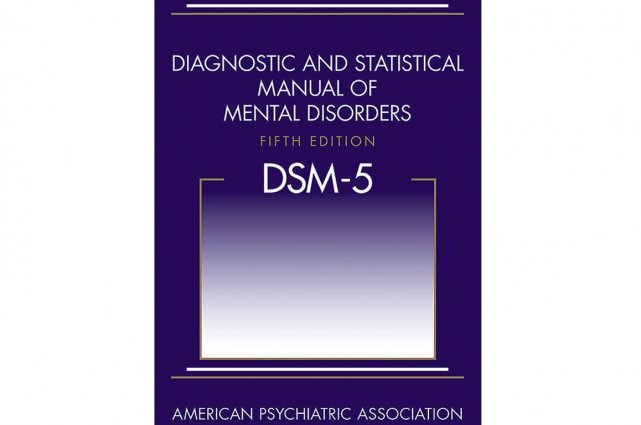 DIAGNOSTIC AND STATISTICAL
MANUAL OF
MENTAL DISORDERS
FIFTH EDITION
DSM-5
AMERICAN PSYCHIATRIC ASSOCIATION